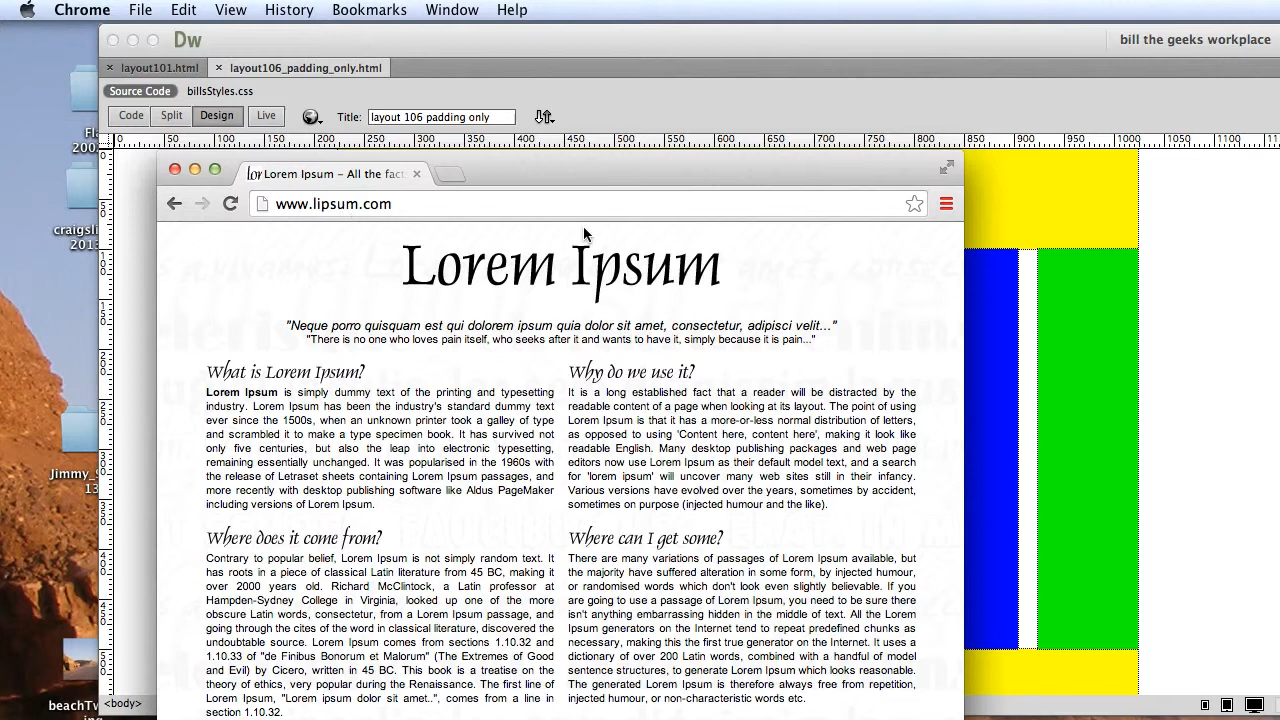 Chrome File Edit View History Bookmarks Window Help
Dw bill the geeks workplace
× layout101.html × layout106_padding_only.html
Source Code billsStyles.css
Code Split Design Live Title: layout 106 padding only
0 50 100 150 200 250 300 350 400 450 500 550 600 650 700 750 800 850 900 950 1000 1050 1100
Lorem Ipsum – All the fac ×
www.lipsum.com
Lorem Ipsum
"Neque porro quisquam est qui dolorem ipsum quia dolor sit amet, consectetur, adipisci velit..."
"There is no one who loves pain itself, who seeks after it and wants to have it, simply because it is pain..."
What is Lorem Ipsum?
Lorem Ipsum is simply dummy text of the printing and typesetting
industry. Lorem Ipsum has been the industry's standard dummy text
ever since the 1500s, when an unknown printer took a galley of type
and scrambled it to make a type specimen book. It has survived not
only five centuries, but also the leap into electronic typesetting,
remaining essentially unchanged. It was popularised in the 1960s with
the release of Letraset sheets containing Lorem Ipsum passages, and
more recently with desktop publishing software like Aldus PageMaker
including versions of Lorem Ipsum.
Why do we use it?
It is a long established fact that a reader will be distracted by the
readable content of a page when looking at its layout. The point of using
Lorem Ipsum is that it has a more-or-less normal distribution of letters,
as opposed to using 'Content here, content here', making it look like
readable English. Many desktop publishing packages and web page
editors now use Lorem Ipsum as their default model text, and a search
for 'lorem ipsum' will uncover many web sites still in their infancy.
Various versions have evolved over the years, sometimes by accident,
sometimes on purpose (injected humour and the like).
Where does it come from?
Contrary to popular belief, Lorem Ipsum is not simply random text. It
has roots in a piece of classical Latin literature from 45 BC, making it
over 2000 years old. Richard McClintock, a Latin professor at
Hampden-Sydney College in Virginia, looked up one of the more
obscure Latin words, consectetur, from a Lorem Ipsum passage, and
going through the cites of the word in classical literature, discovered the
undoubtable source. Lorem Ipsum comes from sections 1.10.32 and
1.10.33 of "de Finibus Bonorum et Malorum" (The Extremes of Good
and Evil) by Cicero, written in 45 BC. This book is a treatise on the
theory of ethics, very popular during the Renaissance. The first line of
Lorem Ipsum, "Lorem ipsum dolor sit amet..", comes from a line in
section 1.10.32.
Where can I get some?
There are many variations of passages of Lorem Ipsum available, but
the majority have suffered alteration in some form, by injected humour,
or randomised words which don't look even slightly believable. If you
are going to use a passage of Lorem Ipsum, you need to be sure there
isn't anything embarrassing hidden in the middle of text. All the Lorem
Ipsum generators on the Internet tend to repeat predefined chunks as
necessary, making this the first true generator on the Internet. It uses a
dictionary of over 200 Latin words, combined with a handful of model
sentence structures, to generate Lorem Ipsum which looks reasonable.
The generated Lorem Ipsum is therefore always free from repetition,
injected humour, or non-characteristic words etc.
<body>